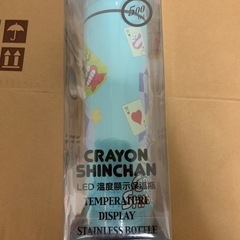 500
CRAYON
SHINCHAN
LED 溫度顯示保溫瓶
TEMPERATURE
DISPLAY
STAINLESS BOTTLE